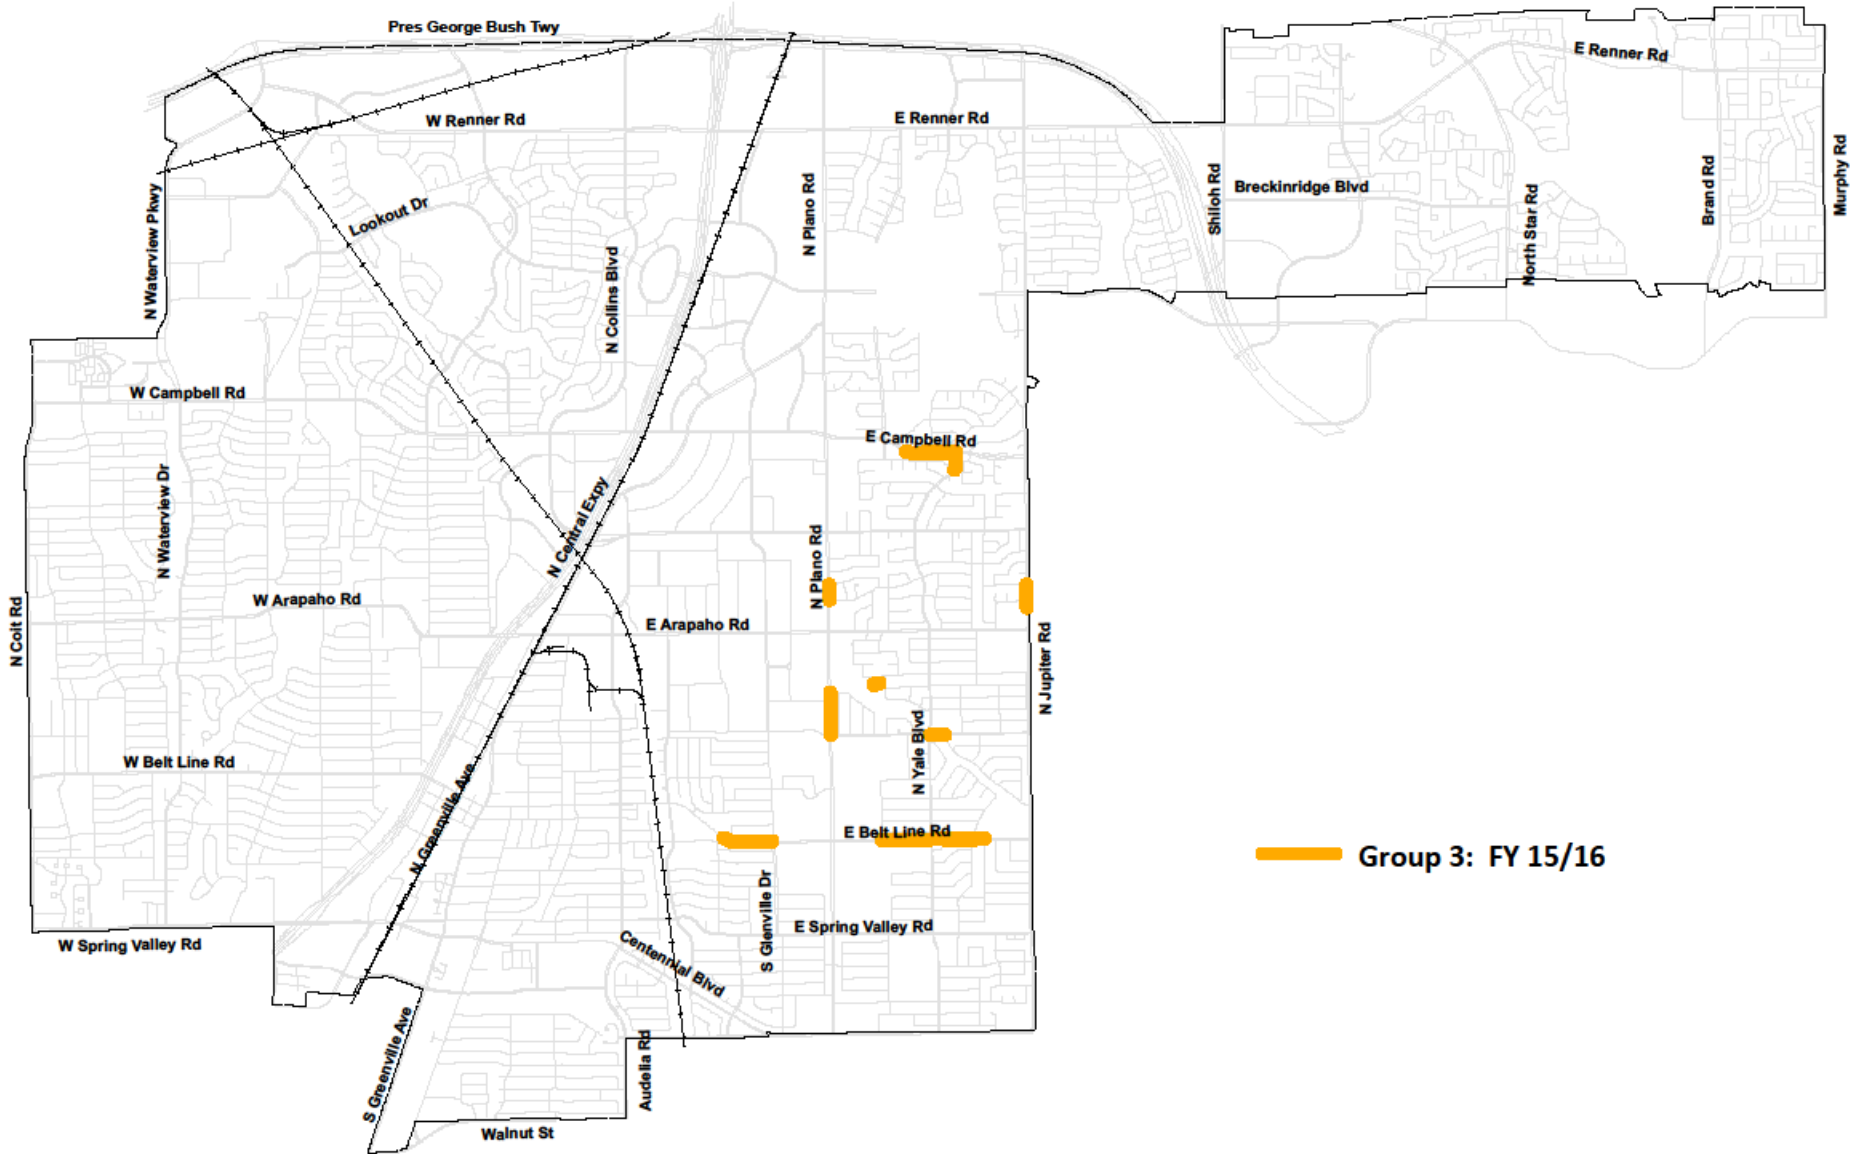 Pres George Bush Twy
E Renner Rd
W Renner Rd
E Renner Rd
Breckinridge Blvd
Shiloh Rd
North Star Rd
Brand Rd
Murphy Rd
N Plano Rd
Lookout Dr
N Waterview Pkwy
N Collins Blvd
W Campbell Rd
E Campbell Rd
N Waterview Dr
N Central Expy
N Plano Rd
W Arapaho Rd
E Arapaho Rd
N Coit Rd
N Jupiter Rd
N Yale Blvd
W Belt Line Rd
N Greenville Ave
E Belt Line Rd
Group 3: FY 15/16
S Glenville Dr
E Spring Valley Rd
W Spring Valley Rd
Centennial Blvd
S Greenville Ave
Audelia Rd
Walnut St